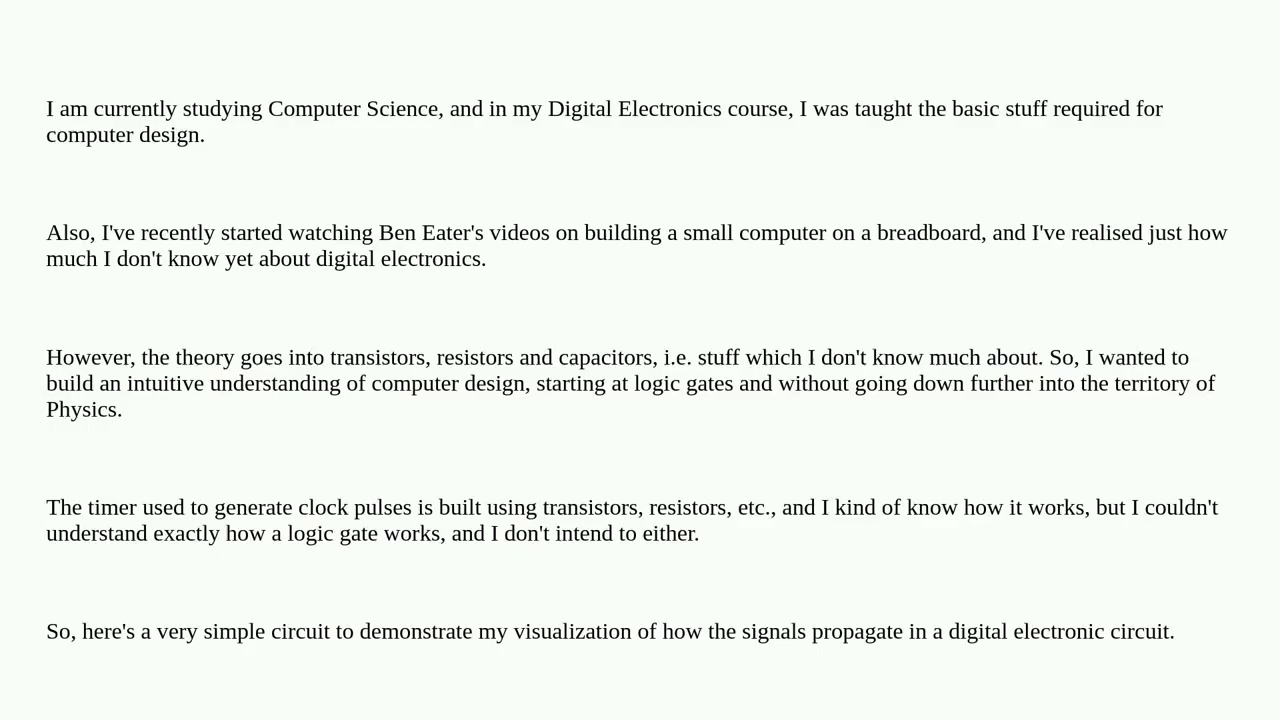 I am currently studying Computer Science, and in my Digital Electronics course, I was taught the basic stuff required for
computer design.
Also, I've recently started watching Ben Eater's videos on building a small computer on a breadboard, and I've realised just how
much I don't know yet about digital electronics.
However, the theory goes into transistors, resistors and capacitors, i.e. stuff which I don't know much about. So, I wanted to
build an intuitive understanding of computer design, starting at logic gates and without going down further into the territory of
Physics.
The timer used to generate clock pulses is built using transistors, resistors, etc., and I kind of know how it works, but I couldn't
understand exactly how a logic gate works, and I don't intend to either.
So, here's a very simple circuit to demonstrate my visualization of how the signals propagate in a digital electronic circuit.